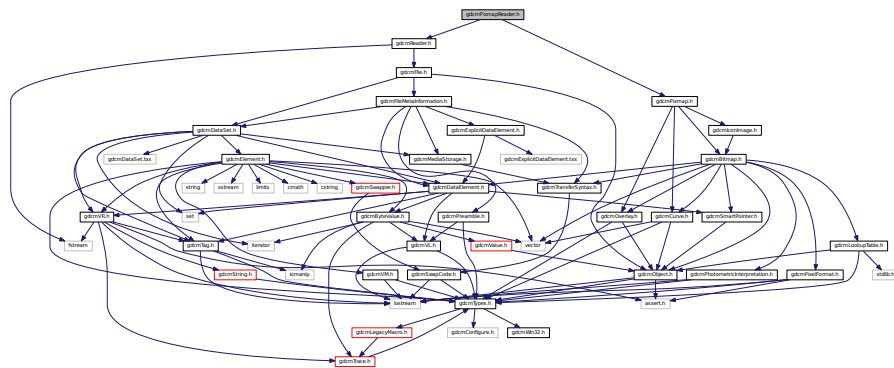 gdcmPixmapReader.h
gdcmReader.h
gdcmFile.h
gdcmFileMetaInformation.h
gdcmPixmap.h
gdcmDataSet.h
gdcmExplicitDataElement.h
gdcmIconImage.h
gdcmDataSet.txx
gdcmElement.h
gdcmMediaStorage.h
gdcmExplicitDataElement.txx
gdcmBitmap.h
string
sstream
limits
cmath
cstring
gdcmSwapper.h
gdcmDataElement.h
gdcmTransferSyntax.h
gdcmVR.h
set
gdcmByteValue.h
gdcmPreamble.h
gdcmOverlay.h
gdcmCurve.h
gdcmSmartPointer.h
fstream
gdcmTag.h
iterator
gdcmVL.h
gdcmValue.h
vector
gdcmLookupTable.h
gdcmString.h
iomanip
gdcmVM.h
gdcmSwapCode.h
gdcmObject.h
gdcmPhotometricInterpretation.h
gdcmPixelFormat.h
stdlib.h
iostream
gdcmTypes.h
assert.h
gdcmLegacyMacro.h
gdcmConfigure.h
gdcmWin32.h
gdcmTrace.h